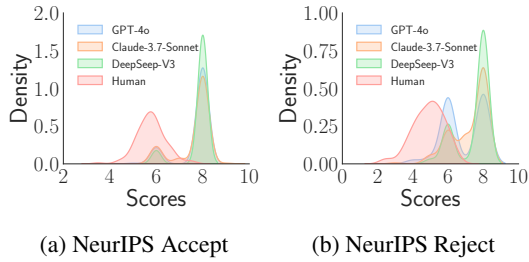 2.0
1.5
1.0
0.5
0.0
Density
GPT-4o
Claude-3.7-Sonnet
DeepSeep-V3
Human
2 4 6 8 10
Scores
(a) NeurIPS Accept
1.00
0.75
0.50
0.25
0.00
Density
GPT-4o
Claude-3.7-Sonnet
DeepSeep-V3
Human
0 2 4 6 8 10
Scores
(b) NeurIPS Reject